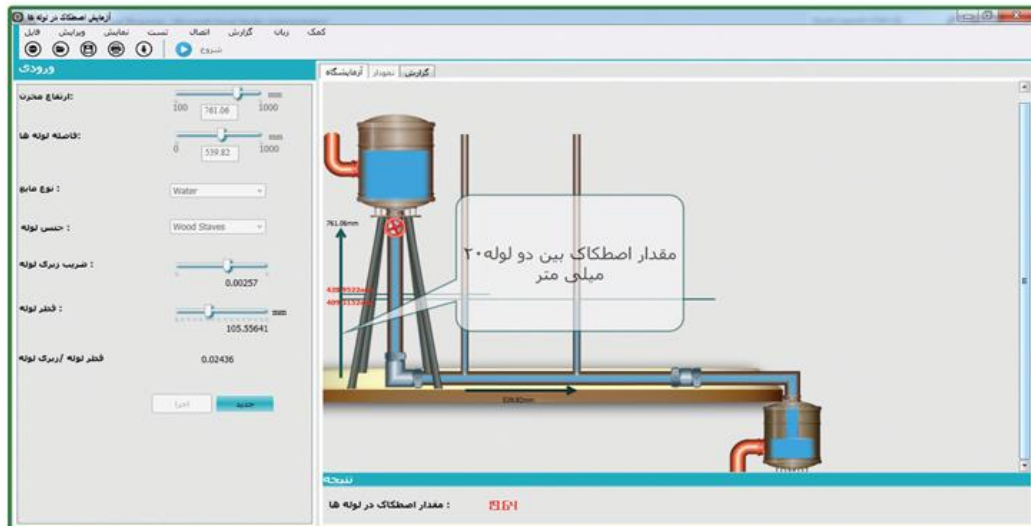 آزمایش اصطکاک در لوله ها
فایل ویرایش نمایش تست اتصال گزارش زبان کمک
شروع
ورودی
ارتفاع مخزن:
mm
100 761.06 1000
فاصله لوله ها:
mm
0 539.82 1000
نوع مایع :
Water
جنس لوله :
Wood Staves
ضریب زبری لوله :
0.00257
قطر لوله :
mm
105.55641
قطر لوله /زبری لوله
0.02436
اجرا جدید
آزمایشگاه نمودار گزارش
761.06mm
مقدار اصطکاک بین دو لوله۲۰
میلی متر
539.82mm
نتیجه
مقدار اصطکاک در لوله ها :
19.64